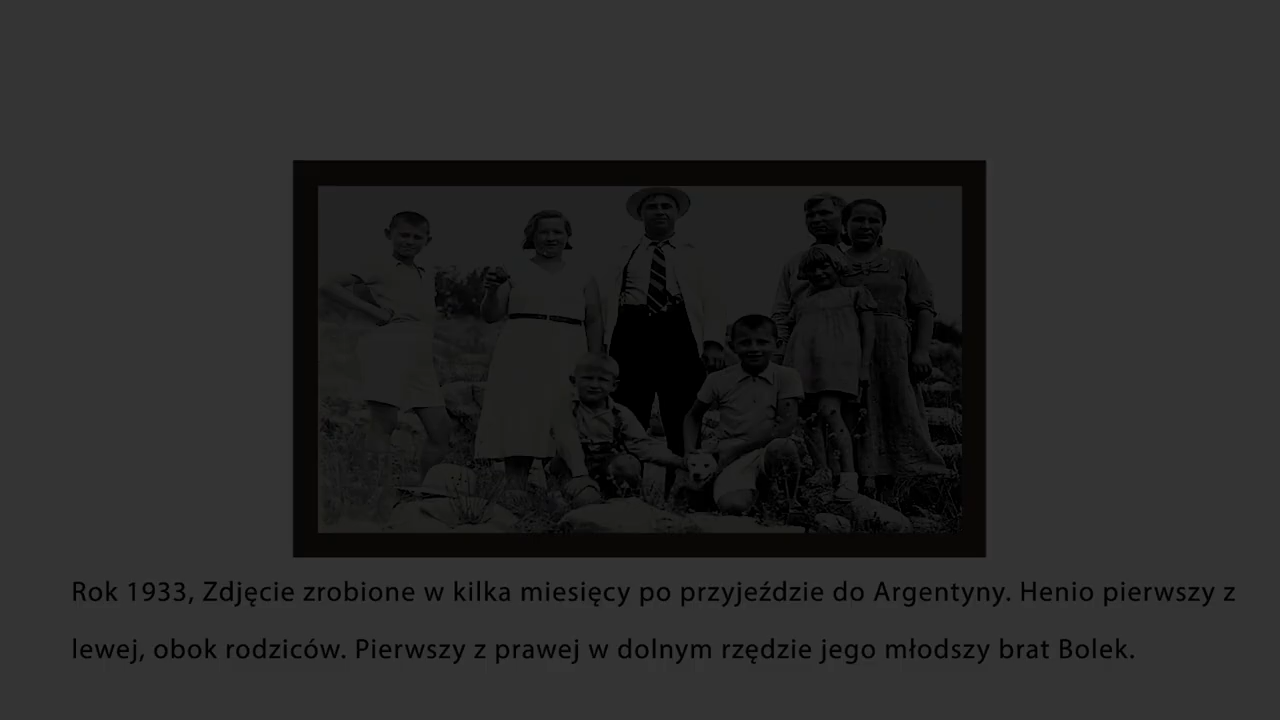 Rok 1933, Zdjęcie zrobione w kilka miesięcy po przyjeździe do Argentyny. Henio pierwszy z
lewej, obok rodziców. Pierwszy z prawej w dolnym rzędzie jego młodszy brat Bolek.